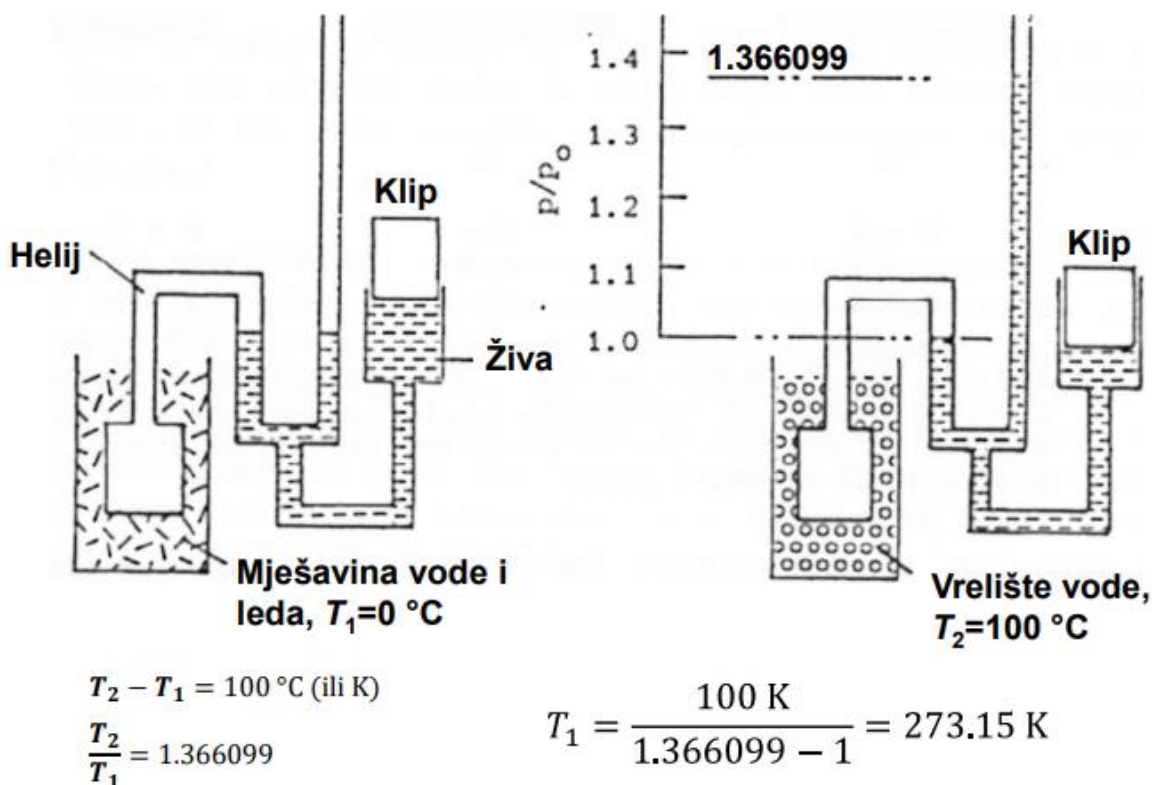 Klip
Helij
Živa
Mješavina vode i
leda, T₁=0 °C
1.4
1.366099
1.3
p/p₀
1.2
1.1
1.0
Klip
Vrelište vode,
T₂=100 °C
T₂ − T₁ = 100 °C (ili K)
T₂/T₁ = 1.366099
T₁ = 100 K / (1.366099 − 1) = 273.15 K